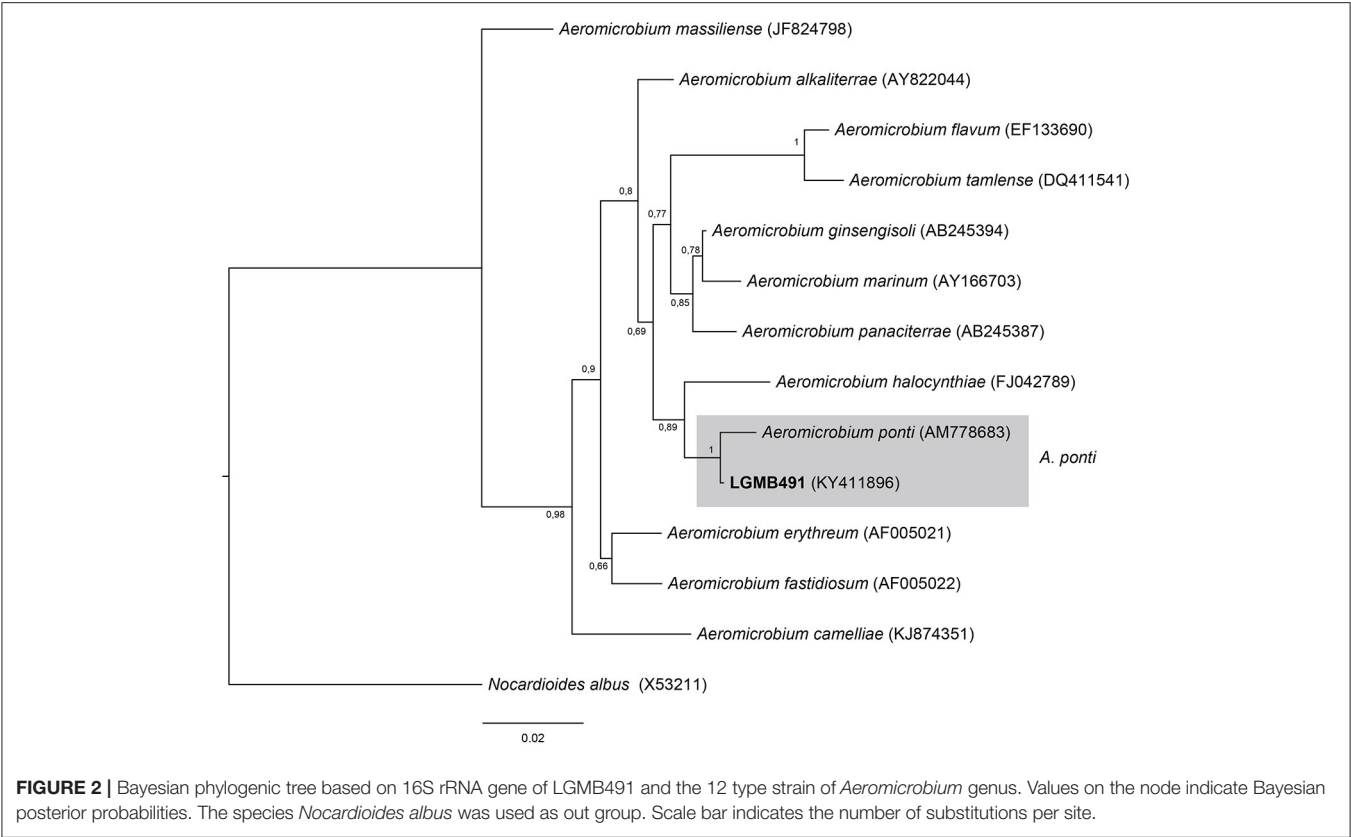 Aeromicrobium massiliense (JF824798)
Aeromicrobium alkaliterrae (AY822044)
Aeromicrobium flavum (EF133690)
1
Aeromicrobium tamlense (DQ411541)
0,8
0,77
Aeromicrobium ginsengisoli (AB245394)
0,78
Aeromicrobium marinum (AY166703)
0,85
Aeromicrobium panaciterrae (AB245387)
0,69
0,9
Aeromicrobium halocynthiae (FJ042789)
0,89
Aeromicrobium ponti (AM778683)
1
A. ponti
LGMB491 (KY411896)
0,98
Aeromicrobium erythreum (AF005021)
0,66
Aeromicrobium fastidiosum (AF005022)
Aeromicrobium camelliae (KJ874351)
Nocardioides albus (X53211)
0.02
FIGURE 2 | Bayesian phylogenic tree based on 16S rRNA gene of LGMB491 and the 12 type strain of Aeromicrobium genus. Values on the node indicate Bayesian
posterior probabilities. The species Nocardioides albus was used as out group. Scale bar indicates the number of substitutions per site.